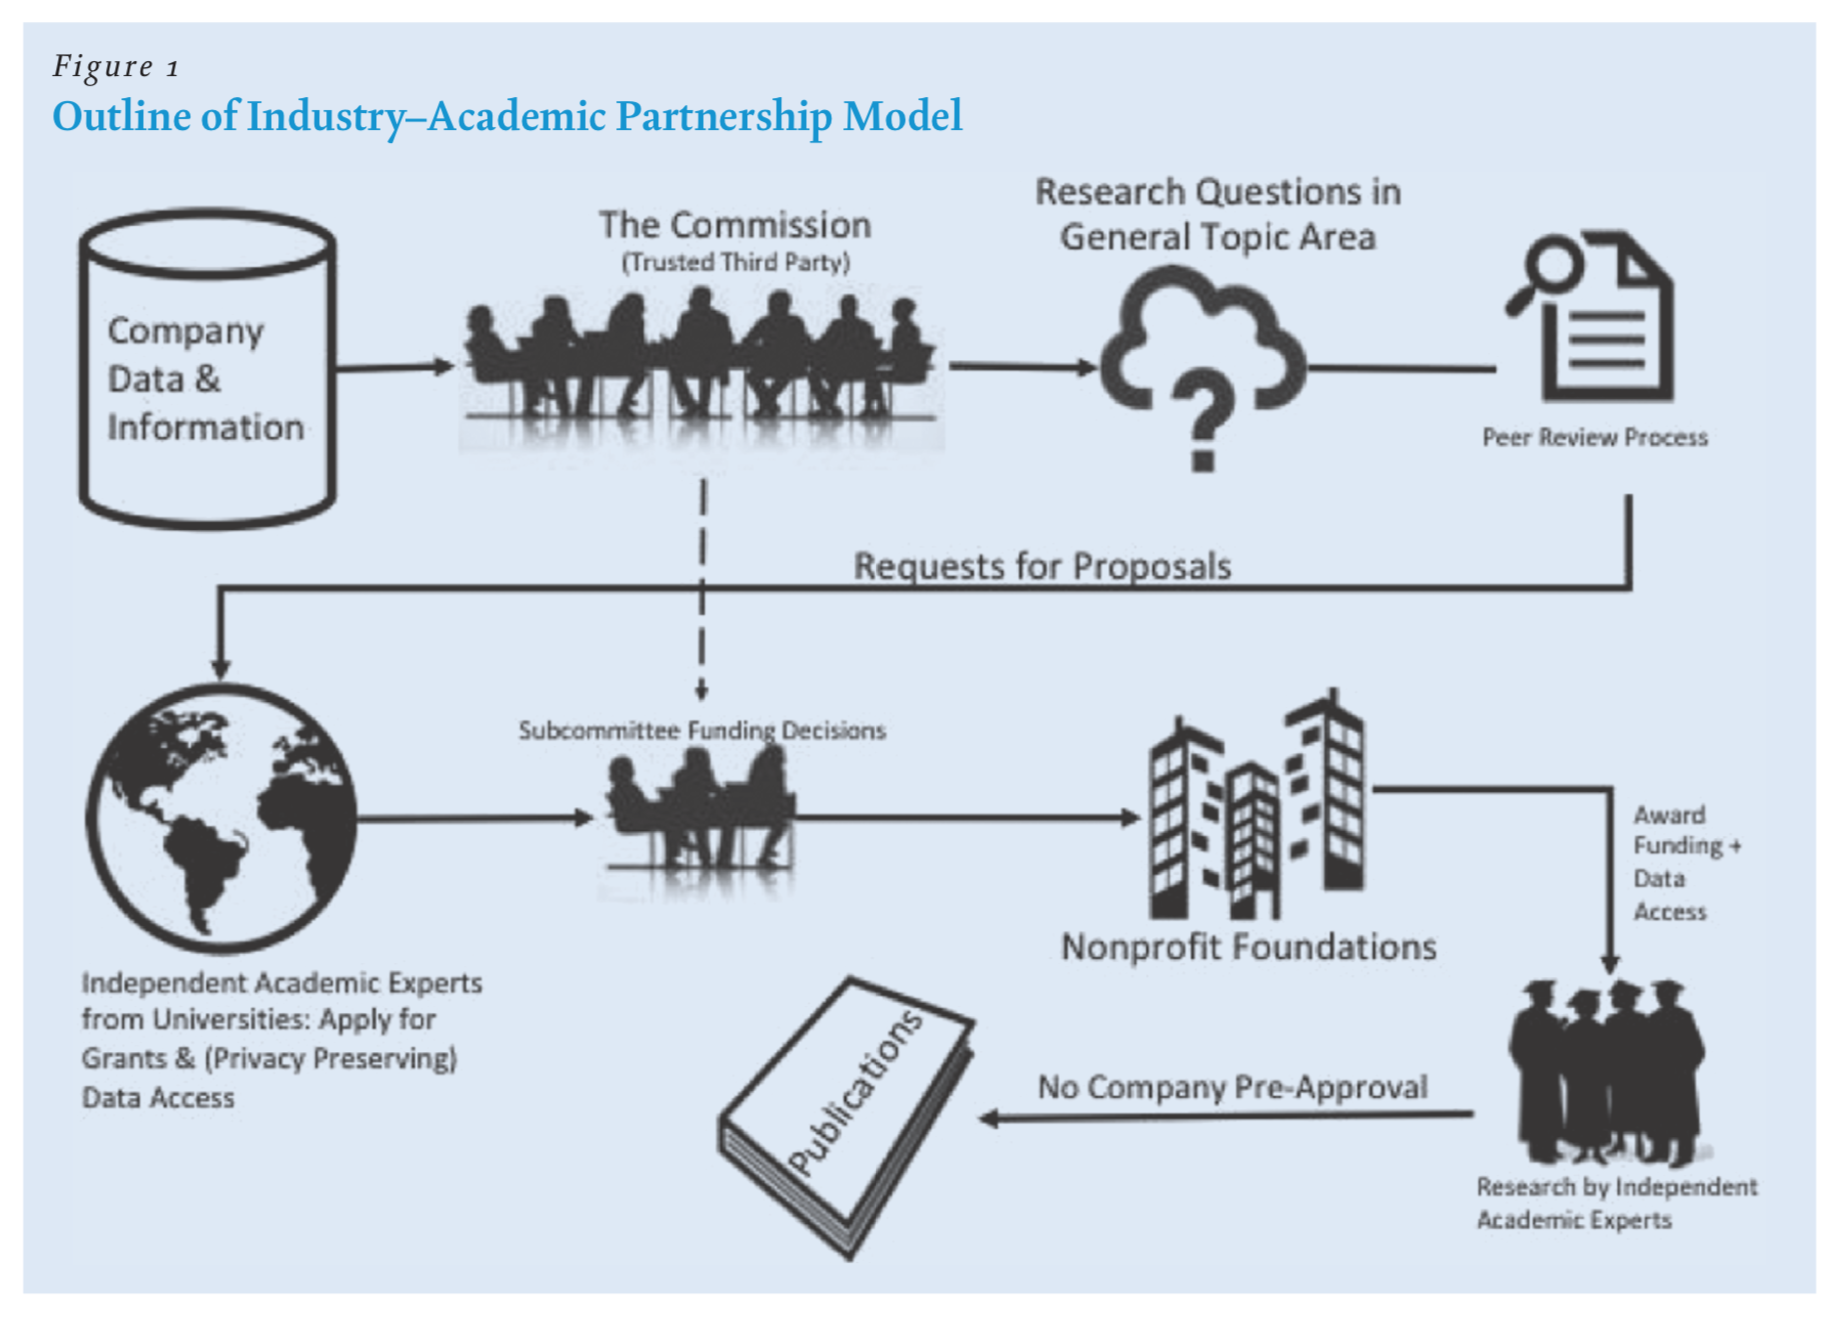 Figure 1
Outline of Industry–Academic Partnership Model
Company
Data &
Information
The Commission
(Trusted Third Party)
Research Questions in
General Topic Area
?
Peer Review Process
Requests for Proposals
Independent Academic Experts
from Universities: Apply for
Grants & (Privacy Preserving)
Data Access
Subcommittee Funding Decisions
Nonprofit Foundations
Award
Funding +
Data
Access
Research by Independent
Academic Experts
No Company Pre-Approval
Publications